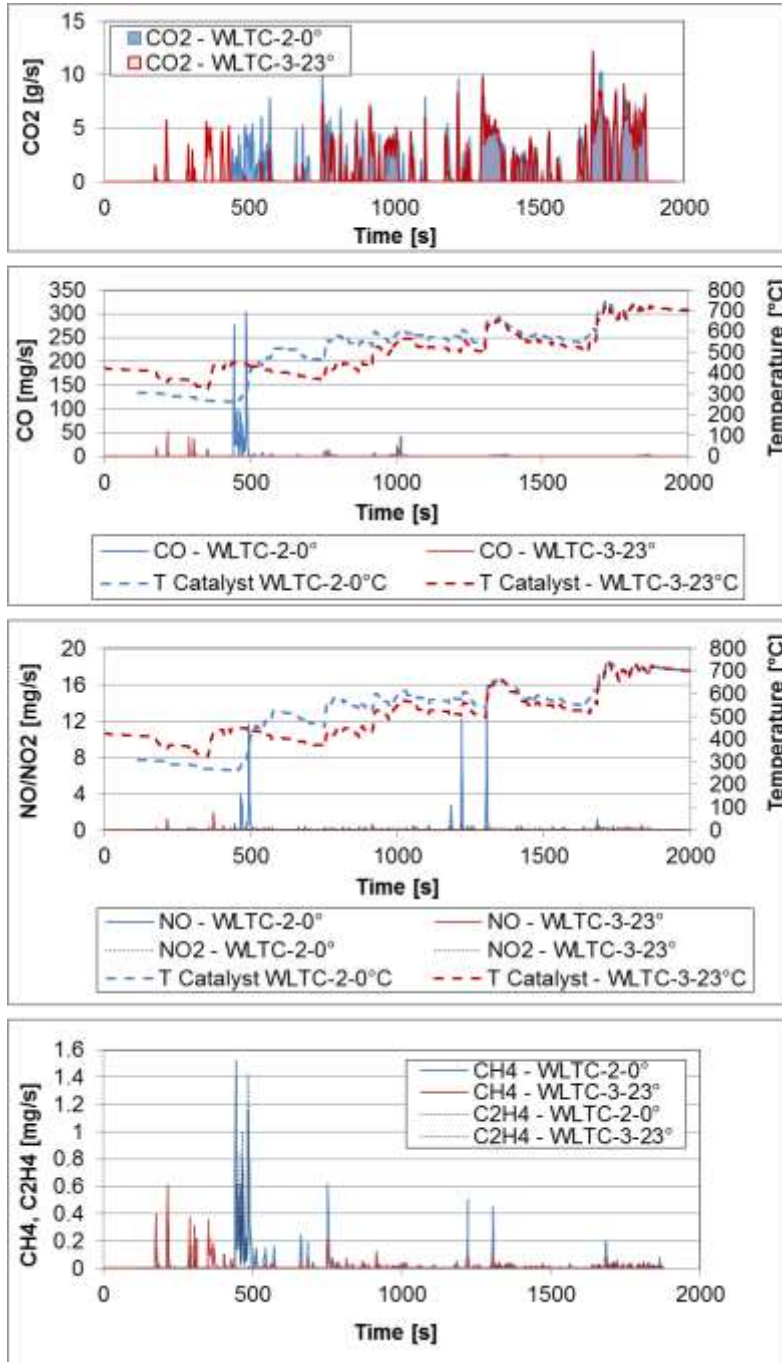 15
CO2 - WLTC-2-0°
CO2 - WLTC-3-23°
10
5
0
CO2 [g/s]
0 500 1000 1500 2000
Time [s]
350 800
300 700
250 600
200 500
150 400
100 300
50 200
0 100
0
CO [mg/s]
Temperature [°C]
0 500 1000 1500 2000
Time [s]
CO - WLTC-2-0° CO - WLTC-3-23°
T Catalyst WLTC-2-0°C T Catalyst - WLTC-3-23°C
20 800
16 700
12 600
8 500
4 400
0 300
200
100
0
NO/NO2 [mg/s]
Temperature [°C]
0 500 1000 1500 2000
Time [s]
NO - WLTC-2-0° NO - WLTC-3-23°
NO2 - WLTC-2-0° NO2 - WLTC-3-23°
T Catalyst WLTC-2-0°C T Catalyst - WLTC-3-23°C
1.6
1.4
1.2
1
0.8
0.6
0.4
0.2
0
CH4 - WLTC-2-0°
CH4 - WLTC-3-23°
C2H4 - WLTC-2-0°
C2H4 - WLTC-3-23°
CH4, C2H4 [mg/s]
0 500 1000 1500 2000
Time [s]